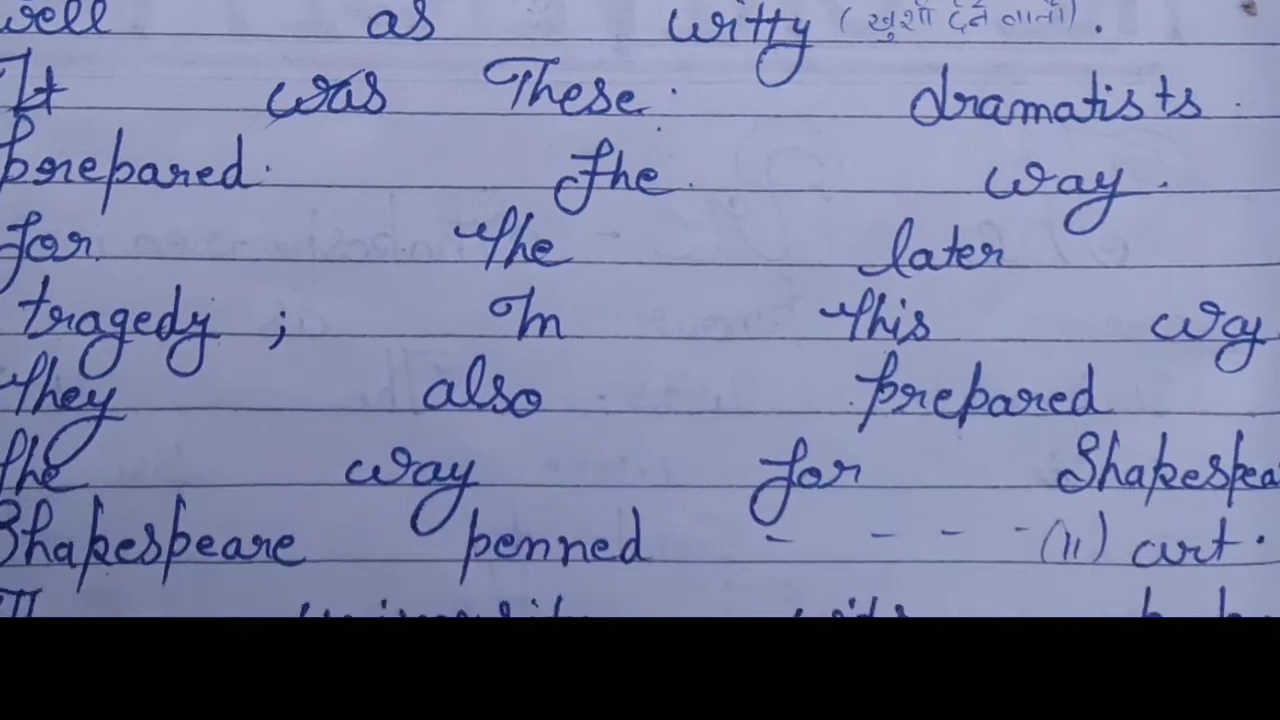 well as witty (खुशी देने वाली).
It was These dramatists
prepared the way
for the later
tragedy ; In this way
They also prepared
the way for Shakespea
Shakespeare penned - - - - (ii) art.